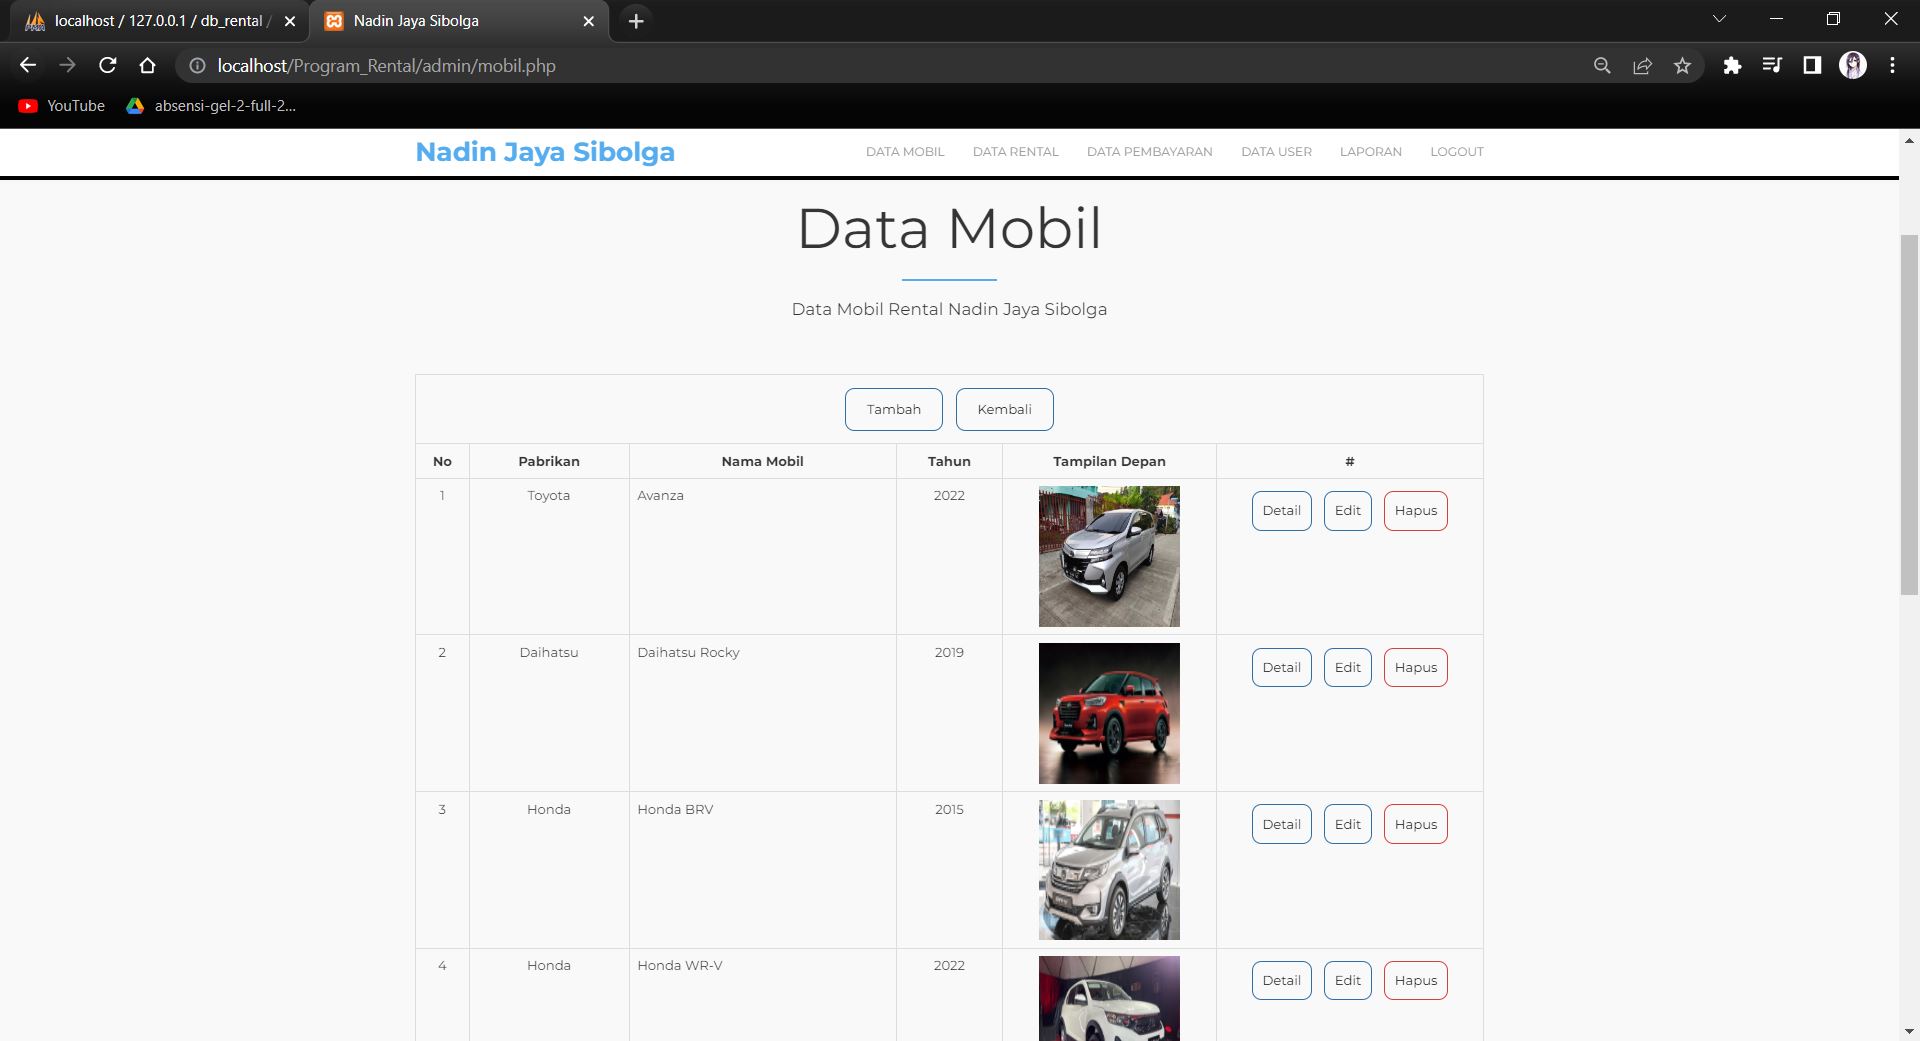 localhost / 127.0.0.1 / db_rental /
Nadin Jaya Sibolga
localhost/Program_Rental/admin/mobil.php
YouTube
absensi-gel-2-full-2...
Nadin Jaya Sibolga
DATA MOBIL DATA RENTAL DATA PEMBAYARAN DATA USER LAPORAN LOGOUT
Data Mobil
Data Mobil Rental Nadin Jaya Sibolga
Tambah Kembali
No Pabrikan Nama Mobil Tahun Tampilan Depan #
1 Toyota Avanza 2022 Detail Edit Hapus
2 Daihatsu Daihatsu Rocky 2019 Detail Edit Hapus
3 Honda Honda BRV 2015 Detail Edit Hapus
4 Honda Honda WR-V 2022 Detail Edit Hapus